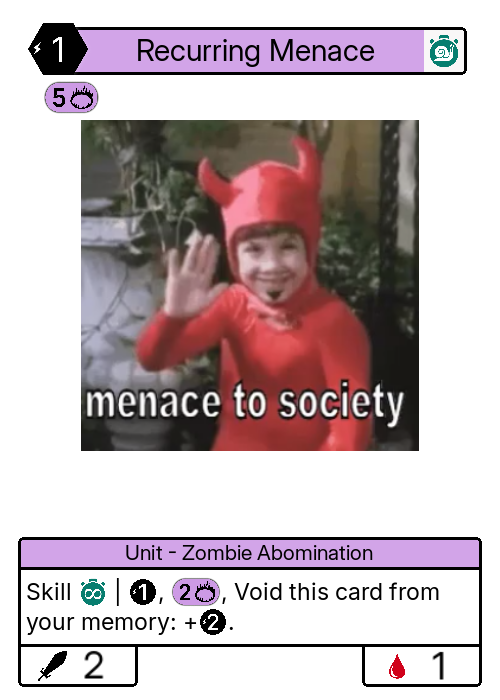 1 Recurring Menace
5
menace to society
Unit - Zombie Abomination
Skill | 1, 2, Void this card from
your memory: +2.
2 1